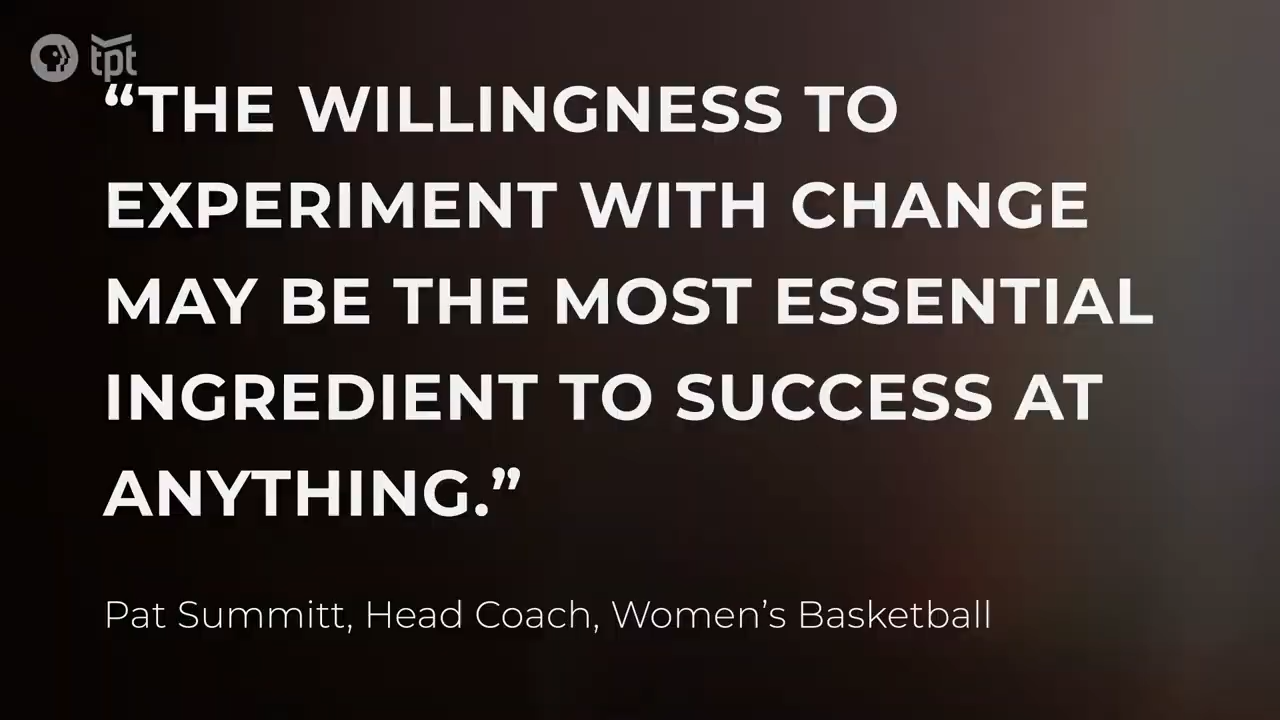 tpt
“THE WILLINGNESS TO
EXPERIMENT WITH CHANGE
MAY BE THE MOST ESSENTIAL
INGREDIENT TO SUCCESS AT
ANYTHING.”
Pat Summitt, Head Coach, Women’s Basketball